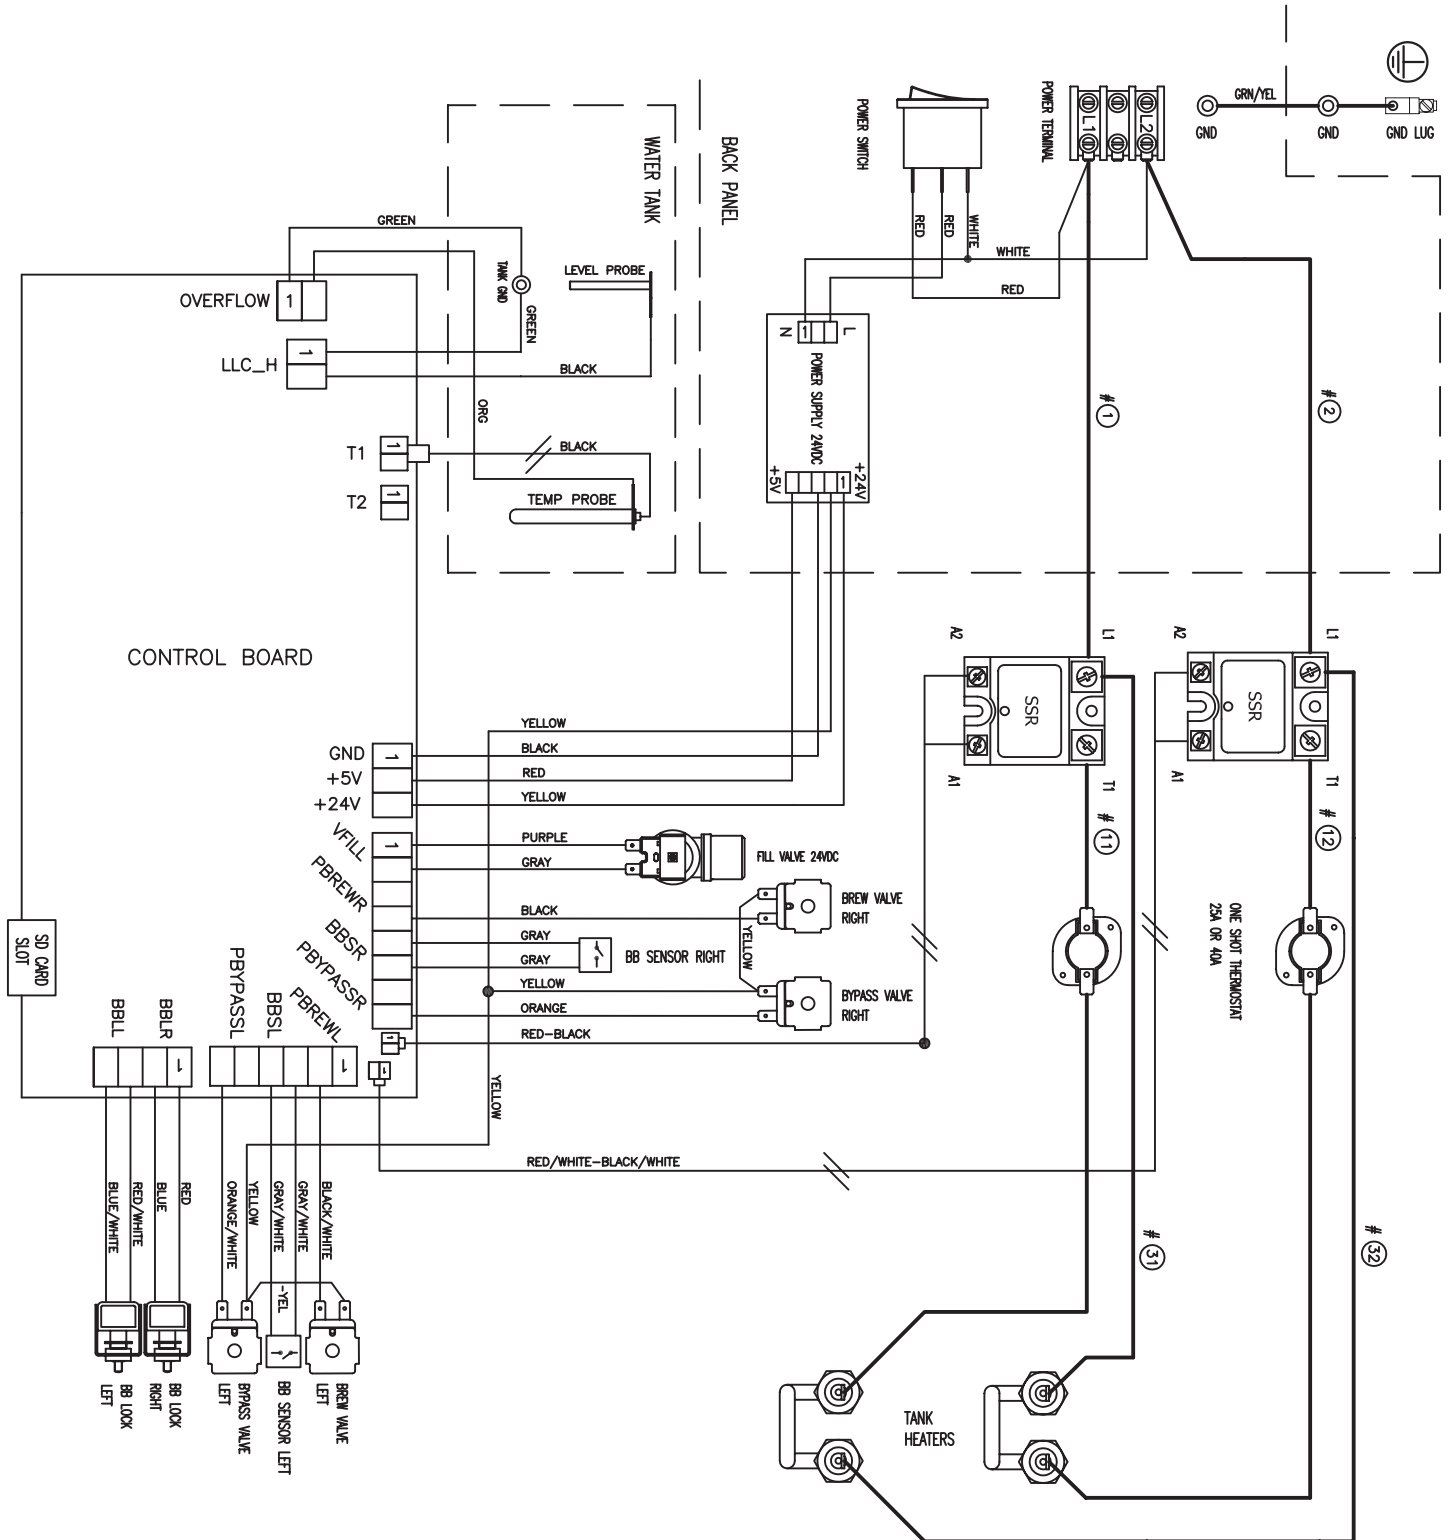 GND
GRN/YEL
GND
GND LUG
POWER TERMINAL
L1
L2
POWER SWITCH
RED
RED
WHITE
WHITE
RED
BACK PANEL
WATER TANK
GREEN
TANK GND
GREEN
LEVEL PROBE
BLACK
OVERFLOW
1
LLC_H
1
ORG
T1
1
BLACK
T2
1
TEMP PROBE
N
1
L
POWER SUPPLY 24VDC
+5V
1
+24V
# 1
# 2
CONTROL BOARD
A2
L1
SSR
A1
T1
A2
L1
SSR
A1
T1
# 11
# 12
GND
1
+5V
+24V
YELLOW
BLACK
RED
YELLOW
VFILL
1
PBREWR
BBSR
PBYPASSR
PURPLE
GRAY
FILL VALVE 24VDC
BLACK
BREW VALVE
RIGHT
GRAY
GRAY
BB SENSOR RIGHT
YELLOW
YELLOW
ORANGE
BYPASS VALVE
RIGHT
RED-BLACK
1
1
ONE SHOT THERMOSTAT
25A OR 40A
SD CARD
SLOT
BBLL
BBLR
1
PBYPASSL
BBSL
PBREWL
1
YELLOW
RED/WHITE-BLACK/WHITE
BLUE/WHITE
RED/WHITE
BLUE
RED
ORANGE/WHITE
YELLOW
GRAY/WHITE
GRAY/WHITE
BLACK/WHITE
-YEL
BB LOCK
LEFT
BB LOCK
RIGHT
BYPASS VALVE
LEFT
BB SENSOR LEFT
BREW VALVE
LEFT
# 31
# 32
TANK
HEATERS